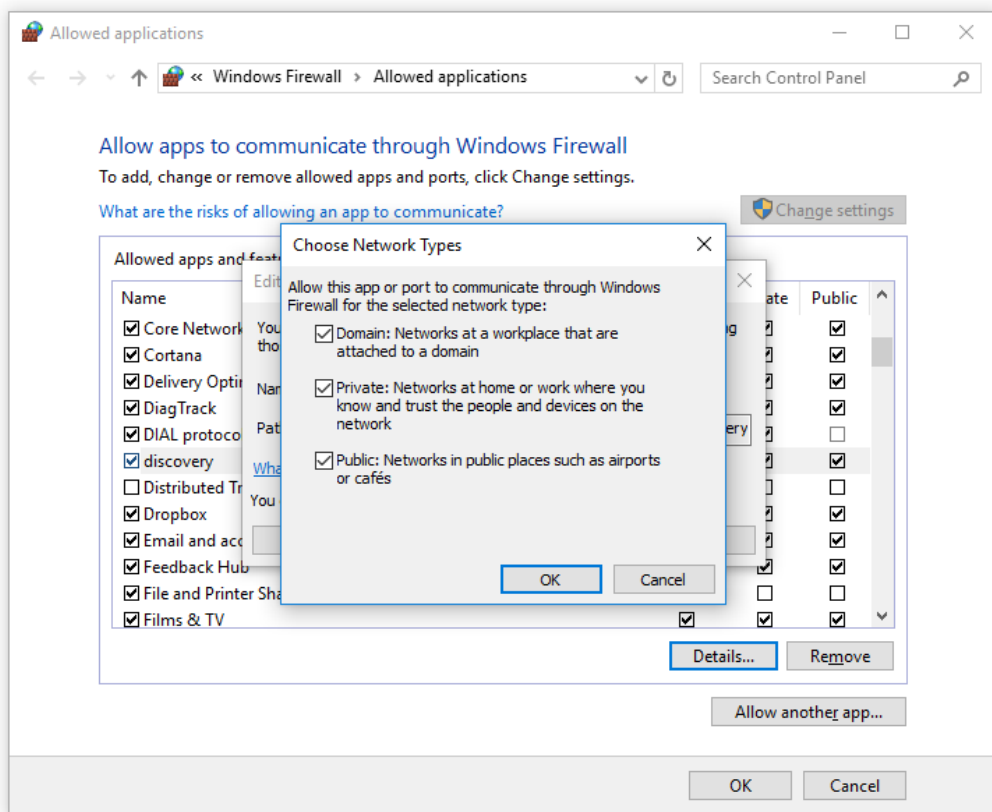 Allowed applications
« Windows Firewall › Allowed applications
Search Control Panel
Allow apps to communicate through Windows Firewall
To add, change or remove allowed apps and ports, click Change settings.
What are the risks of allowing an app to communicate?
Change settings
Allowed apps and
Name
Public
Core
Cortana
Delivery
DiagTrack
DIAL
discovery
Distributed
Dropbox
Email and
Feedback Hub
File and Printer
Films & TV
Choose Network Types
Allow this app or port to communicate through Windows
Firewall for the selected network type:
Domain: Networks at a workplace that are
attached to a domain
Private: Networks at home or work where you
know and trust the people and devices on the
network
Public: Networks in public places such as airports
or cafés
OK Cancel
Edit
You
Details... Remove
Allow another app...
OK Cancel